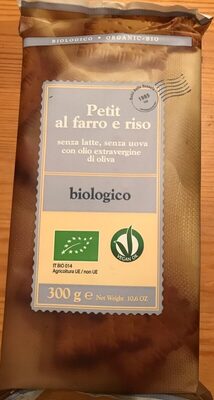 BIOLOGICO • ORGANIC-BIO
1985
Petit
al farro e riso
senza latte, senza uova
con olio extravergine
di oliva
biologico
IT BIO 014
Agricoltura UE / non UE
VEGAN OK
300 g e Net Weight 10,6 OZ